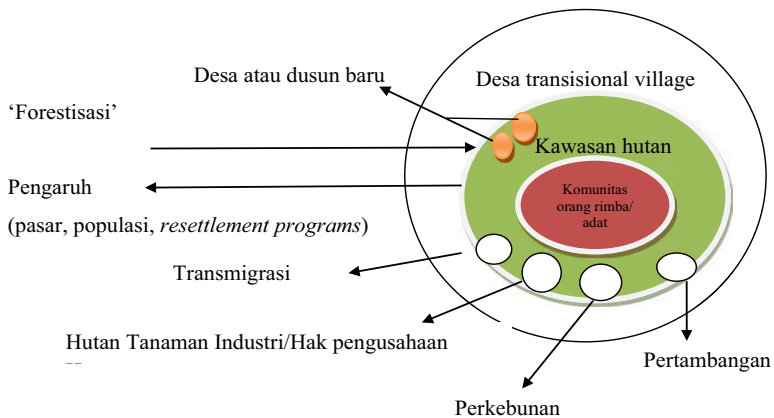 Desa atau dusun baru
Desa transisional village
‘Forestisasi’
Kawasan hutan
Pengaruh
(pasar, populasi, resettlement programs)
Komunitas
orang rimba/
adat
Transmigrasi
Hutan Tanaman Industri/Hak pengusahaan
Pertambangan
Perkebunan